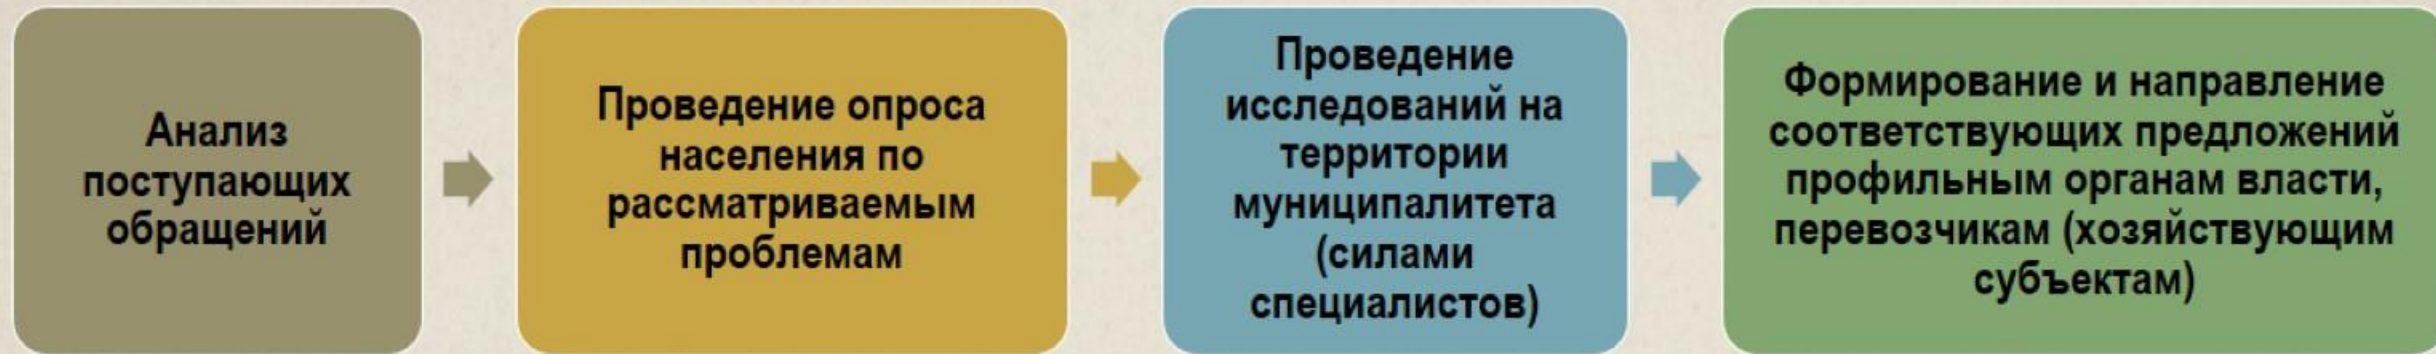 Анализ
поступающих
обращений
Проведение опроса
населения по
рассматриваемым
проблемам
Проведение
исследований на
территории
муниципалитета
(силами
специалистов)
Формирование и направление
соответствующих предложений
профильным органам власти,
перевозчикам (хозяйствующим
субъектам)